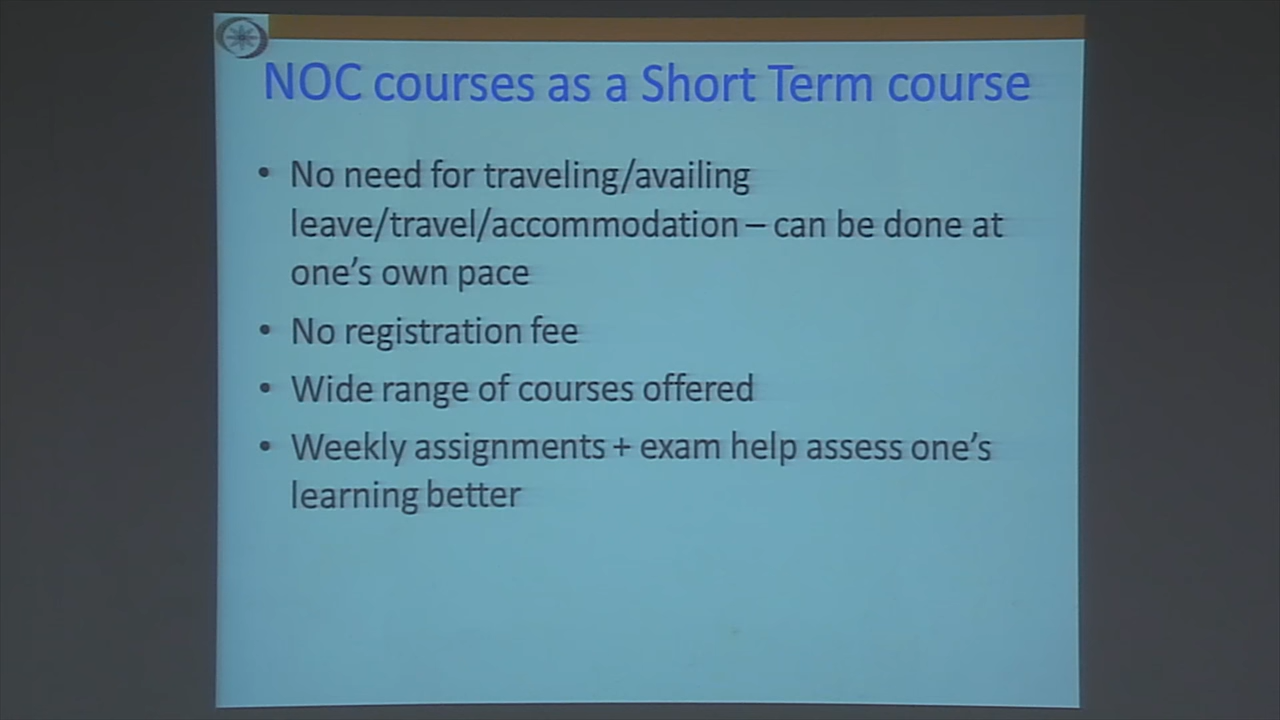 NOC courses as a Short Term course
• No need for traveling/availing
leave/travel/accommodation – can be done at
one's own pace
• No registration fee
• Wide range of courses offered
• Weekly assignments + exam help assess one's
learning better